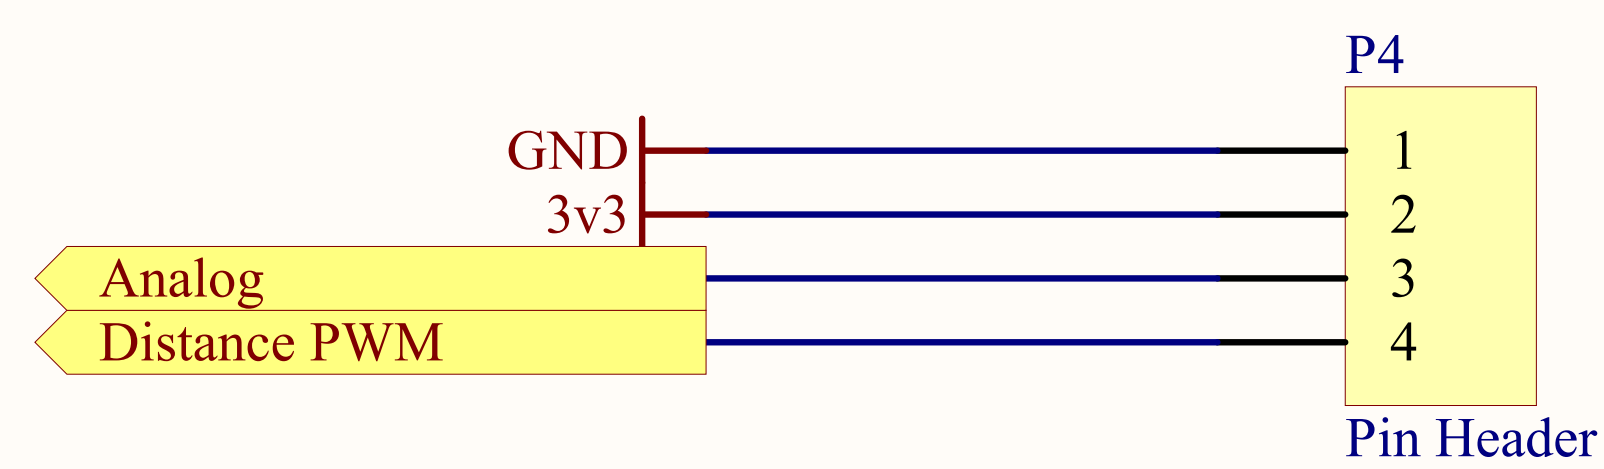 P4
GND 1
3v3 2
Analog 3
Distance PWM 4
Pin Header